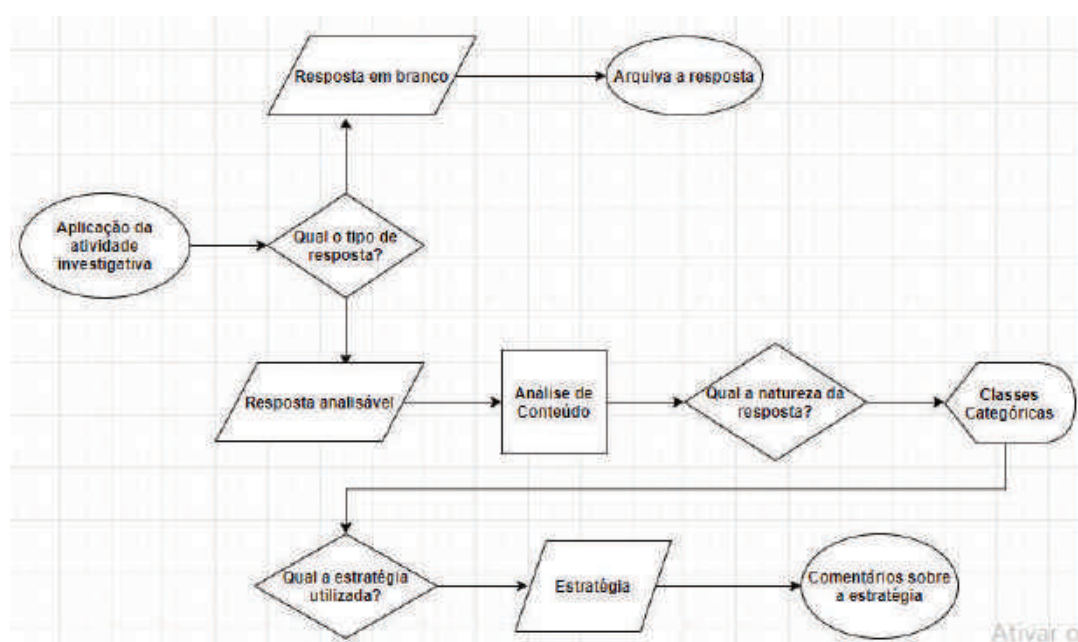 Resposta em branco
Arquiva a resposta
Aplicação da
atividade
investigativa
Qual o tipo de
resposta?
Resposta analisável
Análise de
Conteúdo
Qual a natureza da
resposta?
Classes
Categóricas
Qual a estratégia
utilizada?
Estratégia
Comentários sobre
a estratégia
Ativar o